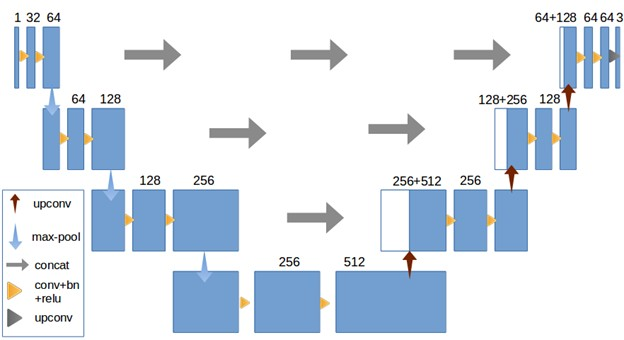 1 32 64
64+128 64 64 3
64 128
128+256 128
128 256
256+512 256
256 512
upconv
max-pool
concat
conv+bn
+relu
upconv